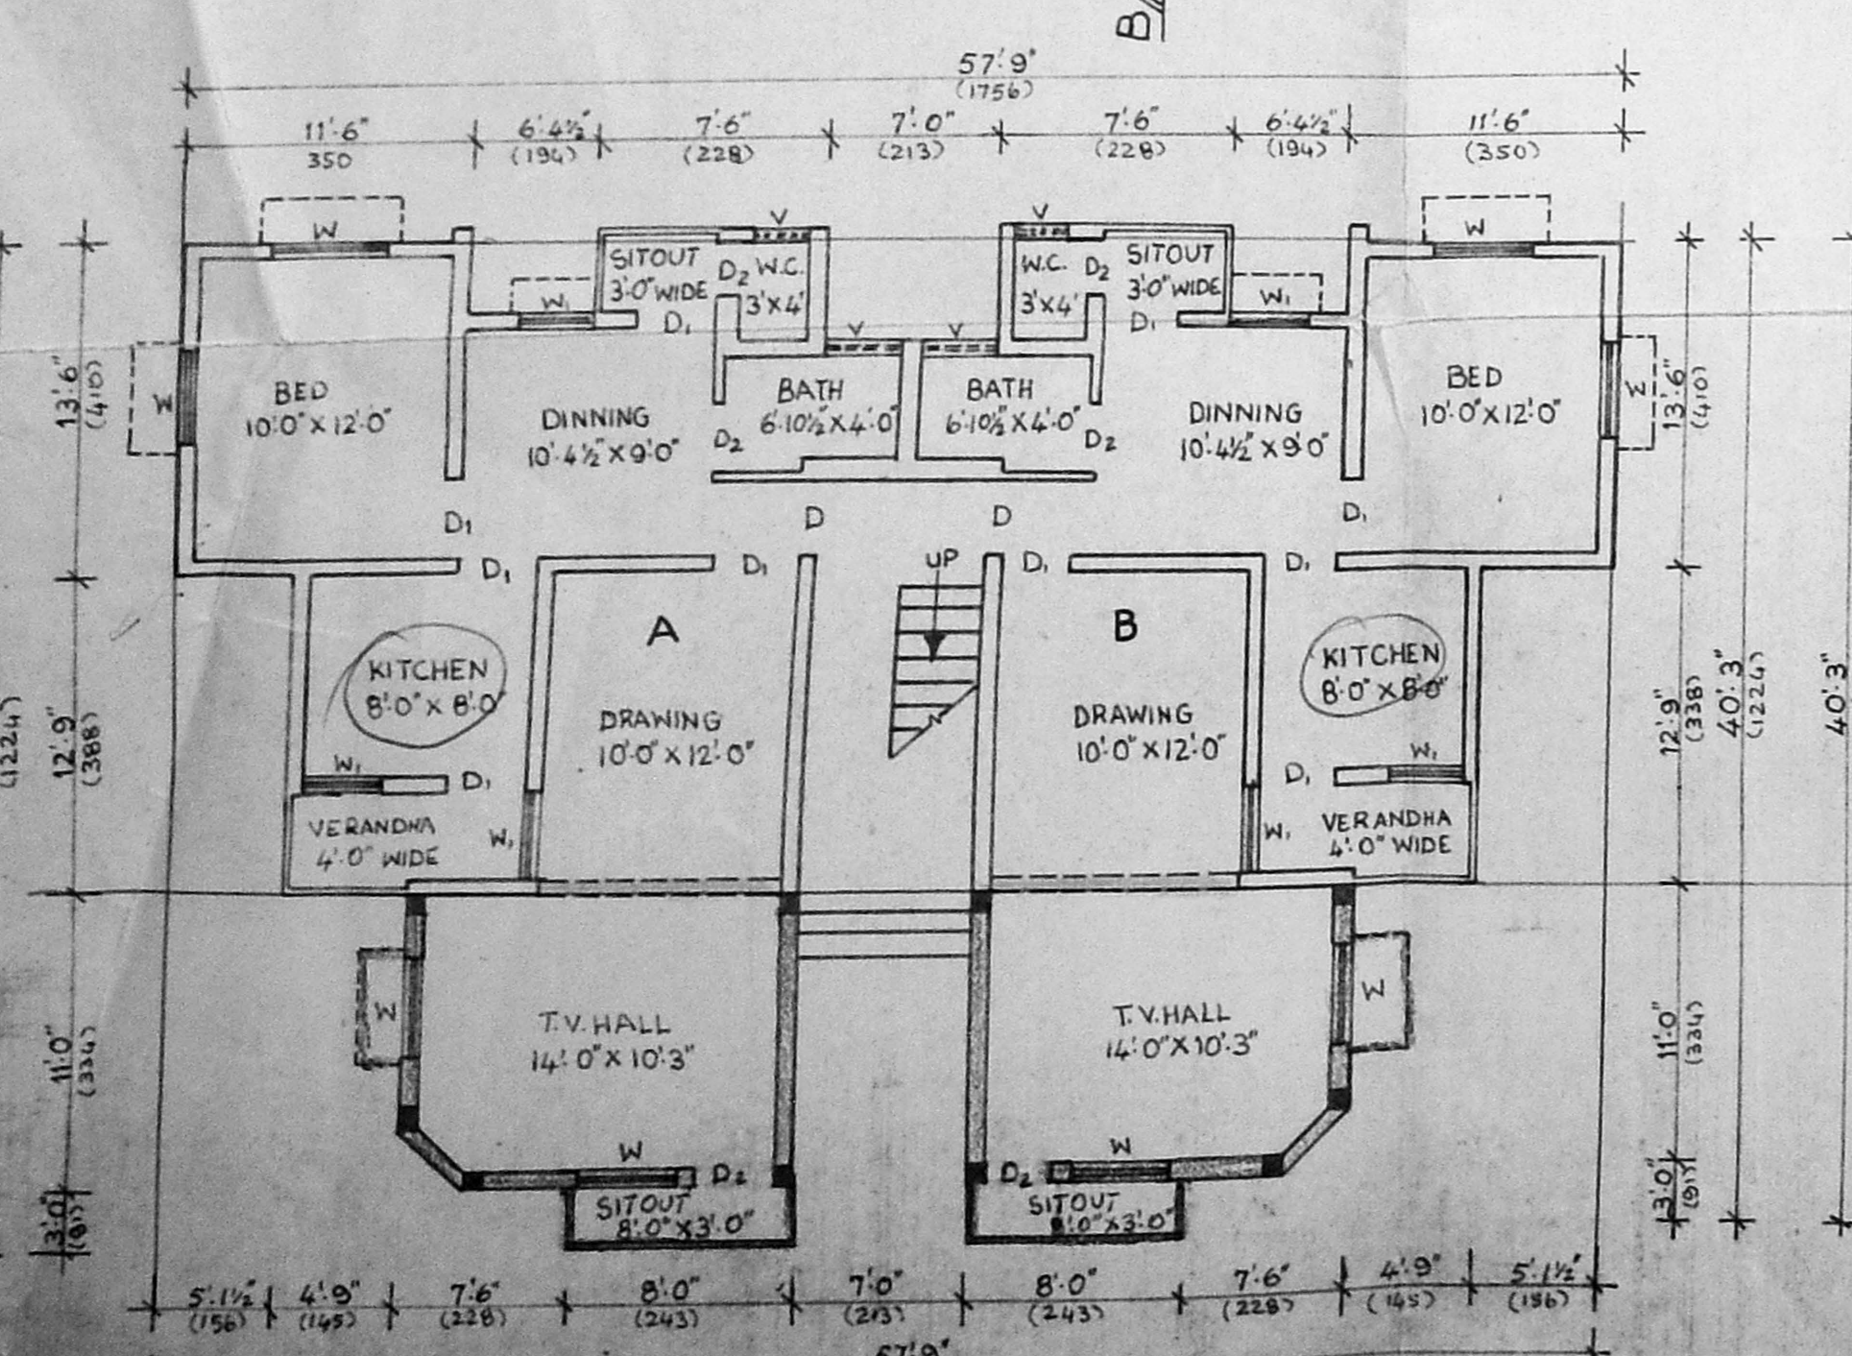 B
57'.9"
(1756)
11'.6" 6'.4½" 7'.6" 7'.0" 7'.6" 6'.4½" 11'.6"
350 (194) (228) (213) (228) (194) (350)
W V V W
SITOUT D2 W.C. W.C. D2 SITOUT
3'.0" WIDE 3'X4' 3'X4' 3'.0" WIDE
W1 D1 V V D1 W1
W BED BATH BATH BED W
10'.0" X 12'.0" 6'.10½" X 4'.0" 6'.10½" X 4'.0" 10'.0" X 12'.0"
DINNING DINNING
10'.4½" X 9'.0" D2 D2 10'.4½" X 9'.0"
13'.6" 13'.6"
(410) (410)
D1 D D D1
D1 D1 UP D1 D1
A B
KITCHEN KITCHEN
8'.0" X 8'.0" 8'.0" X 8'.0"
DRAWING DRAWING
10'.0" X 12'.0" 10'.0" X 12'.0"
(1224) 12'.9" 12'.9" 40'.3" 40'.3"
(388) (338) (1224)
W1 D1 D1 W1
VERANDHA W1 W1 VERANDHA
4'.0" WIDE 4'.0" WIDE
W W
T.V. HALL T.V. HALL
14'.0" X 10'.3" 14'.0" X 10'.3"
11'.0" 11'.0"
(334) (334)
W D2 D2 W
SITOUT SITOUT
8'.0" X 3'.0" 8'.0" X 3'.0"
3'.0" 3'.0"
(91) (91)
5'.1½" 4'.9" 7'.6" 8'.0" 7'.0" 8'.0" 7'.6" 4'.9" 5'.1½"
(156) (145) (228) (243) (213) (243) (228) (145) (156)
57'.9"